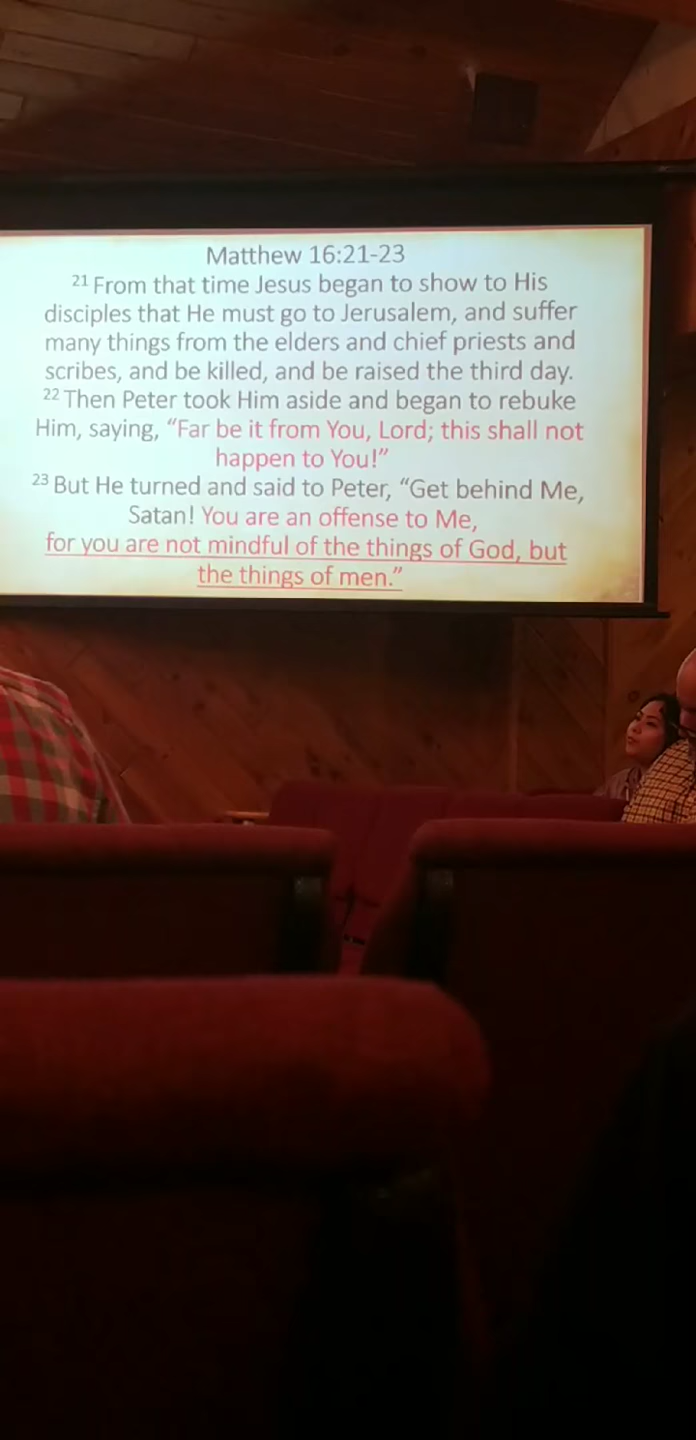 Matthew 16:21-23
21 From that time Jesus began to show to His
disciples that He must go to Jerusalem, and suffer
many things from the elders and chief priests and
scribes, and be killed, and be raised the third day.
22 Then Peter took Him aside and began to rebuke
Him, saying, “Far be it from You, Lord; this shall not
happen to You!”
23 But He turned and said to Peter, “Get behind Me,
Satan! You are an offense to Me,
for you are not mindful of the things of God, but
the things of men.”